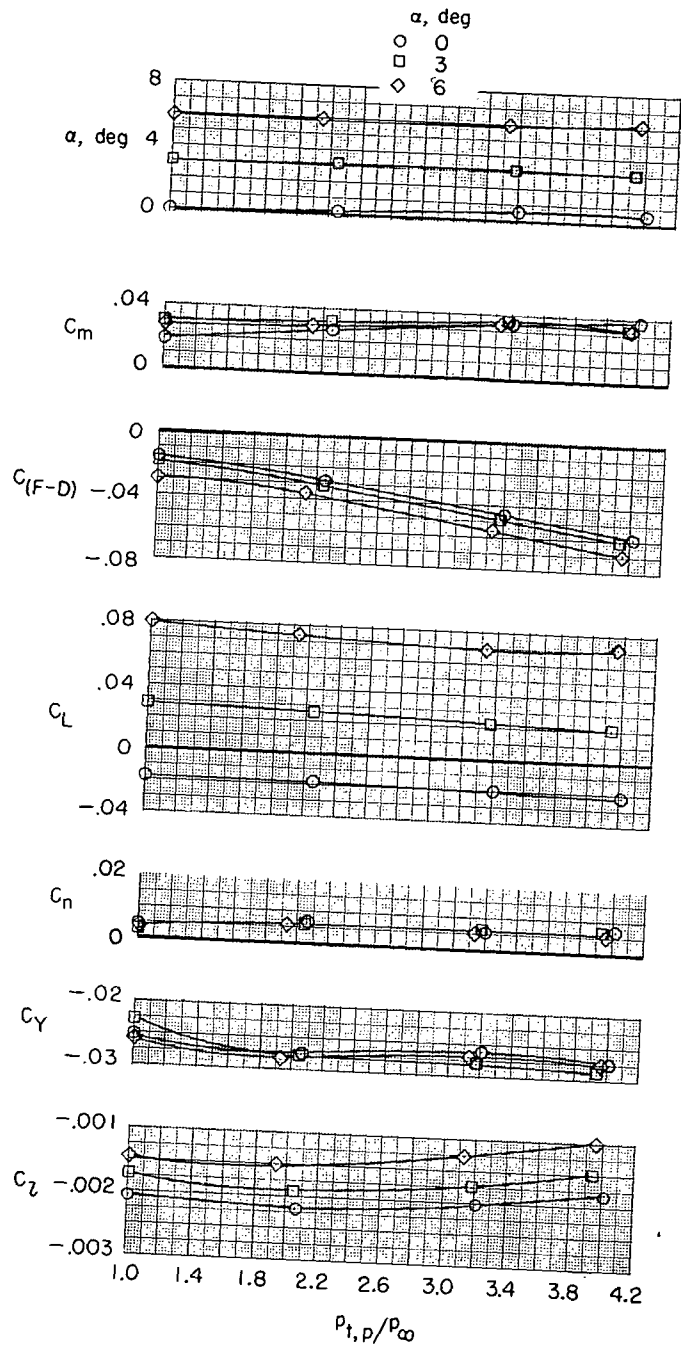 α, deg
○ 0
□ 3
◇ 6
8
α, deg 4
0
.04
C_m
0
0
C_(F-D) -.04
-.08
.08
.04
C_L
0
-.04
.02
C_n
0
-.02
C_Y
-.03
-.001
C_l -.002
-.003
1.0 1.4 1.8 2.2 2.6 3.0 3.4 3.8 4.2
p_t,p/p_∞